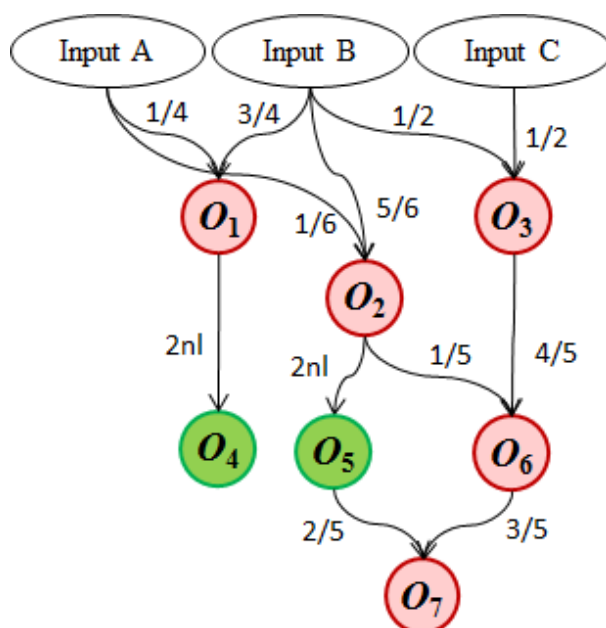 Input A
Input B
Input C
1/4
3/4
1/2
1/2
O1
1/6
5/6
O3
O2
2nl
2nl
1/5
4/5
O4
O5
O6
2/5
3/5
O7